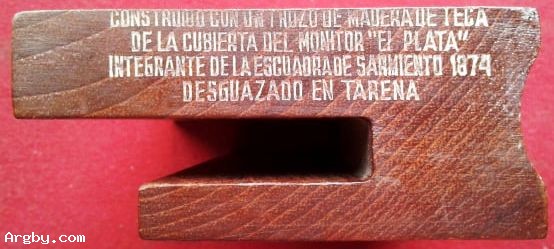 CONSTRUIDO CON UN TROZO DE MADERA DE TECA
DE LA CUBIERTA DEL MONITOR "EL PLATA"
INTEGRANTE DE LA ESCUADRA DE SARMIENTO 1874
DESGUAZADO EN TARENA
Argby.com